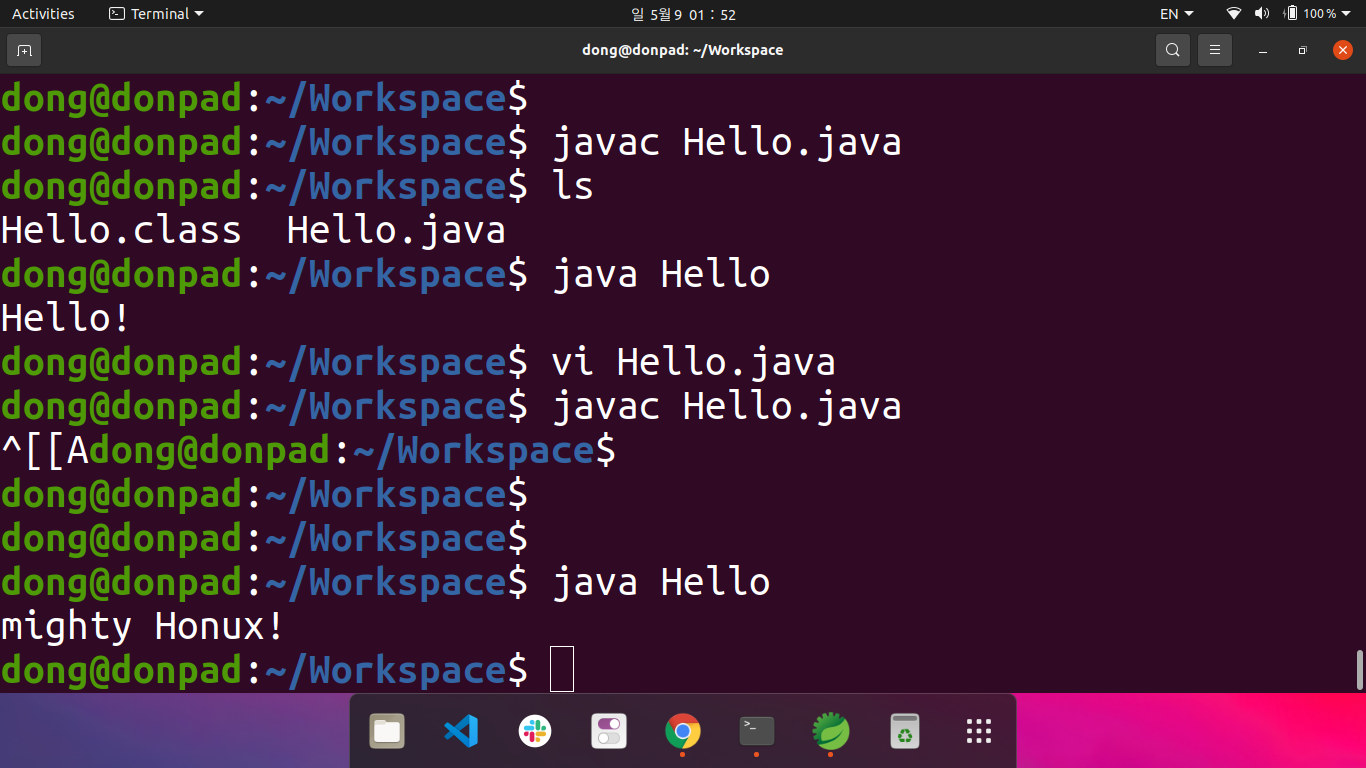 Activities Terminal 일 5월 9 01 : 52 EN 100 %
dong@donpad: ~/Workspace
dong@donpad:~/Workspace$
dong@donpad:~/Workspace$ javac Hello.java
dong@donpad:~/Workspace$ ls
Hello.class  Hello.java
dong@donpad:~/Workspace$ java Hello
Hello!
dong@donpad:~/Workspace$ vi Hello.java
dong@donpad:~/Workspace$ javac Hello.java
^[[Adong@donpad:~/Workspace$
dong@donpad:~/Workspace$
dong@donpad:~/Workspace$
dong@donpad:~/Workspace$ java Hello
mighty Honux!
dong@donpad:~/Workspace$